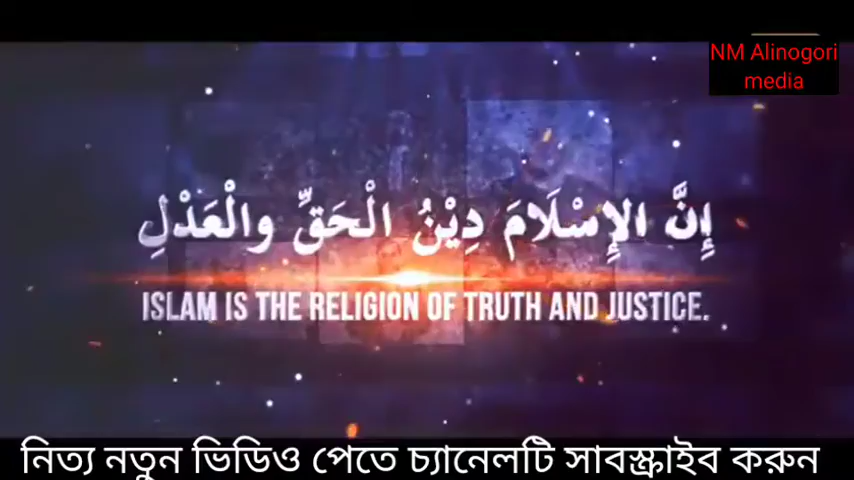 NM Alinogori
media
إِنَّ الإِسْلَامَ دِيْنُ الْحَقِّ والْعَدْلِ
ISLAM IS THE RELIGION OF TRUTH AND JUSTICE.
নিত্য নতুন ভিডিও পেতে চ্যানেলটি সাবস্ক্রাইব করুন